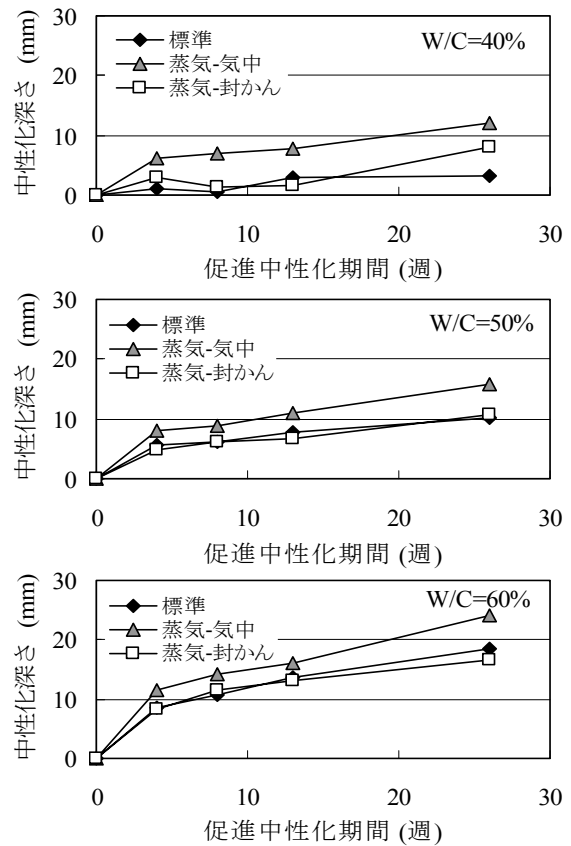 30
標準
W/C=40%
蒸気-気中
20
蒸気-封かん
10
0
中性化深さ (mm)
0 10 20 30
促進中性化期間 (週)
30
標準
W/C=50%
蒸気-気中
20
蒸気-封かん
10
0
中性化深さ (mm)
0 10 20 30
促進中性化期間 (週)
30
標準
W/C=60%
蒸気-気中
20
蒸気-封かん
10
0
中性化深さ (mm)
0 10 20 30
促進中性化期間 (週)